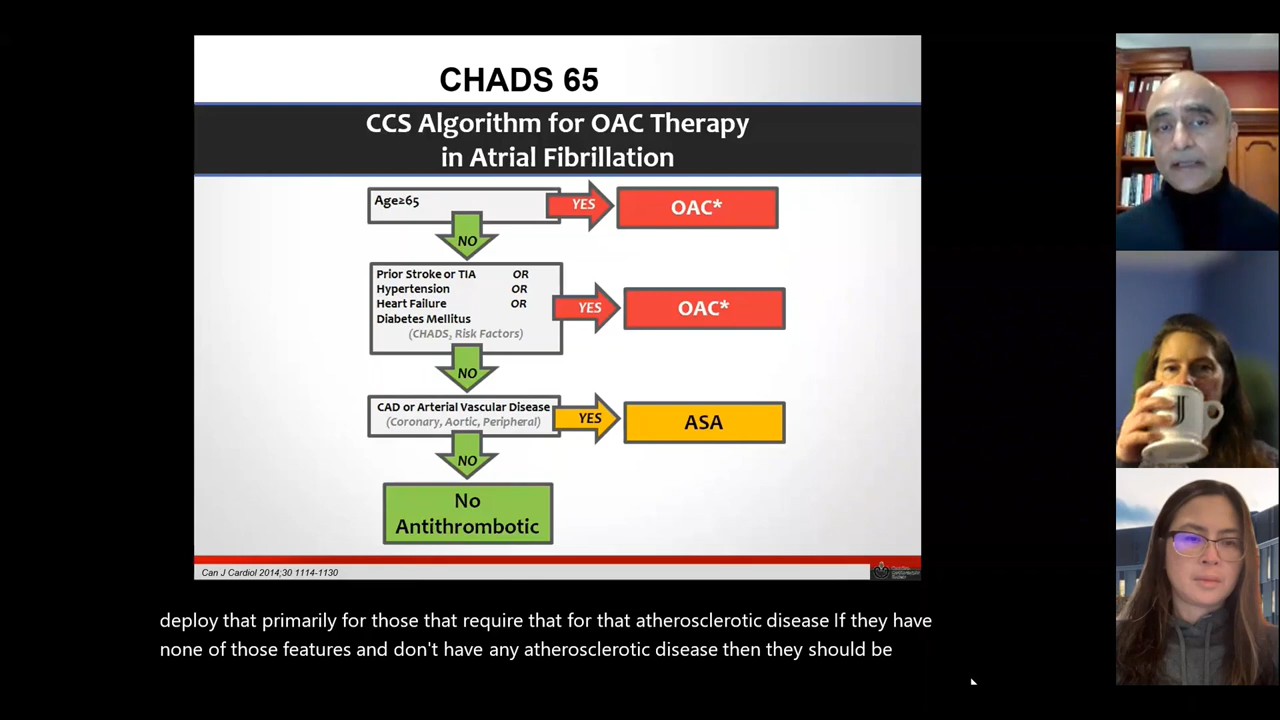 CHADS 65
CCS Algorithm for OAC Therapy
in Atrial Fibrillation
Age≥65
YES
OAC*
NO
Prior Stroke or TIA OR
Hypertension OR
Heart Failure OR
Diabetes Mellitus
(CHADS, Risk Factors)
YES
OAC*
NO
CAD or Arterial Vascular Disease
(Coronary, Aortic, Peripheral)
YES
ASA
NO
No
Antithrombotic
Can J Cardiol 2014;30 1114-1130
deploy that primarily for those that require that for that atherosclerotic disease If they have
none of those features and don't have any atherosclerotic disease then they should be
J